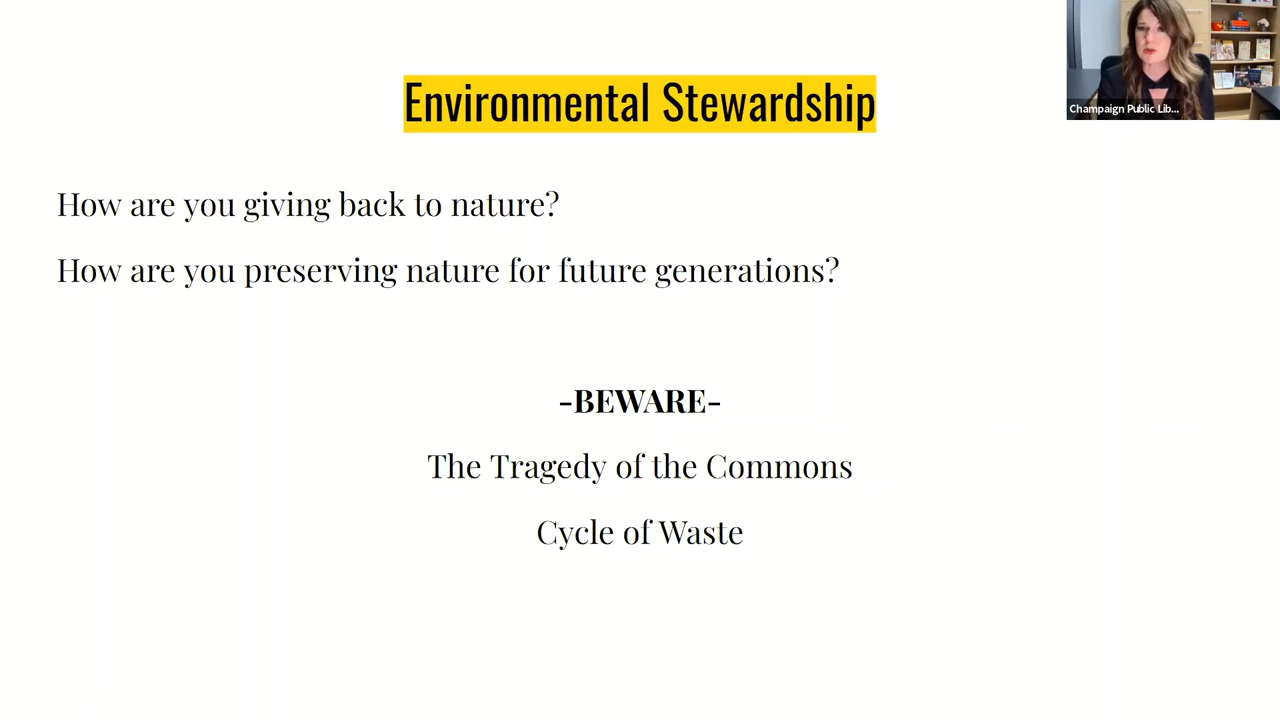 Environmental Stewardship
Champaign Public Lib...
How are you giving back to nature?
How are you preserving nature for future generations?
-BEWARE-
The Tragedy of the Commons
Cycle of Waste